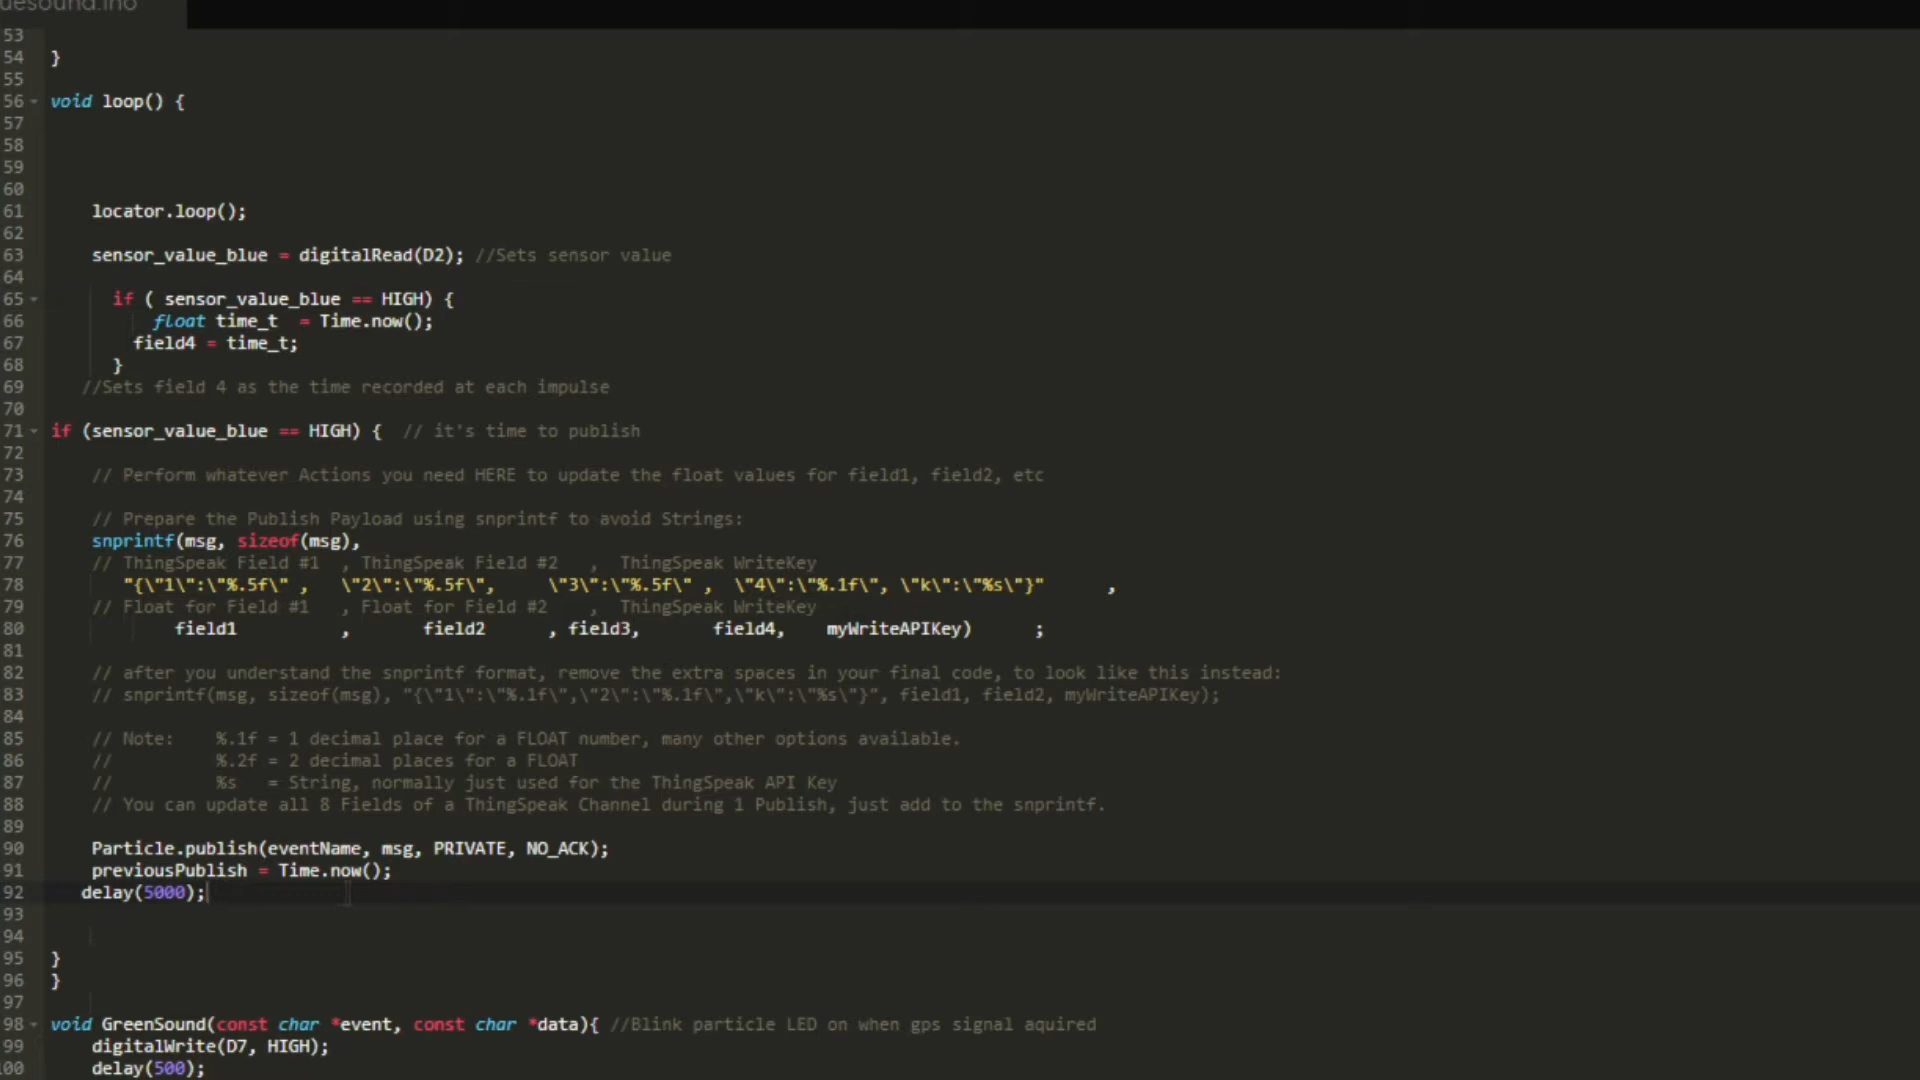 uesound.ino
53
54 }
55
56 void loop() {
57
58
59
60
61 locator.loop();
62
63 sensor_value_blue = digitalRead(D2); //Sets sensor value
64
65 if ( sensor_value_blue == HIGH) {
66 float time_t  = Time.now();
67 field4 = time_t;
68 }
69 //Sets field 4 as the time recorded at each impulse
70
71 if (sensor_value_blue == HIGH) {  // it's time to publish
72
73 // Perform whatever Actions you need HERE to update the float values for field1, field2, etc
74
75 // Prepare the Publish Payload using snprintf to avoid Strings:
76 snprintf(msg, sizeof(msg),
77 // ThingSpeak Field #1  , ThingSpeak Field #2   ,  ThingSpeak WriteKey
78 "{\"1\":\"%.5f\" ,   \"2\":\"%.5f\",     \"3\":\"%.5f\" ,  \"4\":\"%.1f\", \"k\":\"%s\"}"      ,
79 // Float for Field #1   , Float for Field #2    ,  ThingSpeak WriteKey
80 field1          ,       field2      , field3,       field4,    myWriteAPIKey)      ;
81
82 // after you understand the snprintf format, remove the extra spaces in your final code, to look like this instead:
83 // snprintf(msg, sizeof(msg), "{\"1\":\"%.1f\",\"2\":\"%.1f\",\"k\":\"%s\"}", field1, field2, myWriteAPIKey);
84
85 // Note:    %.1f = 1 decimal place for a FLOAT number, many other options available.
86 //          %.2f = 2 decimal places for a FLOAT
87 //          %s   = String, normally just used for the ThingSpeak API Key
88 // You can update all 8 Fields of a ThingSpeak Channel during 1 Publish, just add to the snprintf.
89
90 Particle.publish(eventName, msg, PRIVATE, NO_ACK);
91 previousPublish = Time.now();
92 delay(5000);
93
94
95 }
96 }
97
98 void GreenSound(const char *event, const char *data){ //Blink particle LED on when gps signal aquired
99 digitalWrite(D7, HIGH);
100 delay(500);